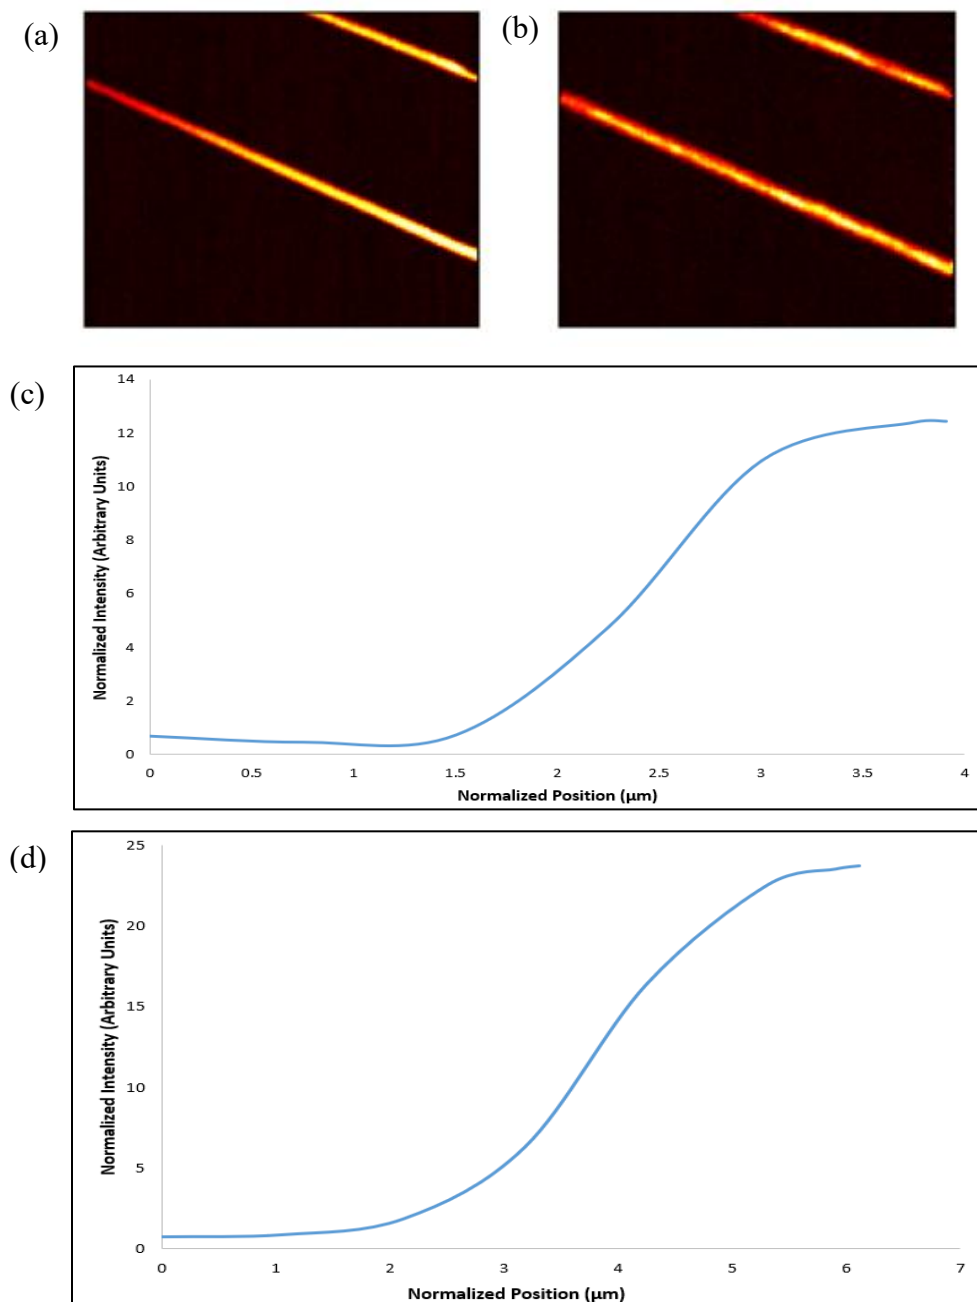 (a)
(b)
(c)
14
12
10
8
6
4
2
0
Normalized Intensity (Arbitrary Units)
0 0.5 1 1.5 2 2.5 3 3.5 4
Normalized Position (μm)
(d)
25
20
15
10
5
0
Normalized Intensity (Arbitrary Units)
0 1 2 3 4 5 6 7
Normalized Position (μm)